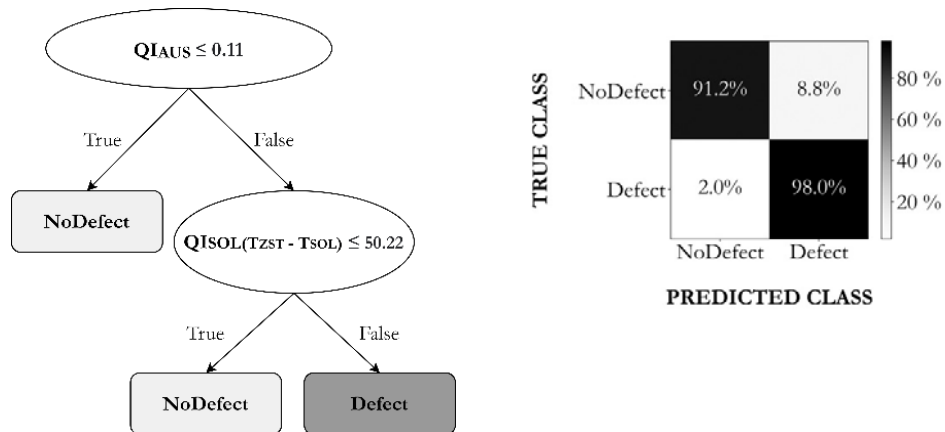 QIAUS ≤ 0.11
True
False
NoDefect
QISOL(TZST - TSOL) ≤ 50.22
True
False
NoDefect
Defect
TRUE CLASS
NoDefect
91.2%
8.8%
Defect
2.0%
98.0%
NoDefect
Defect
PREDICTED CLASS
80 %
60 %
40 %
20 %